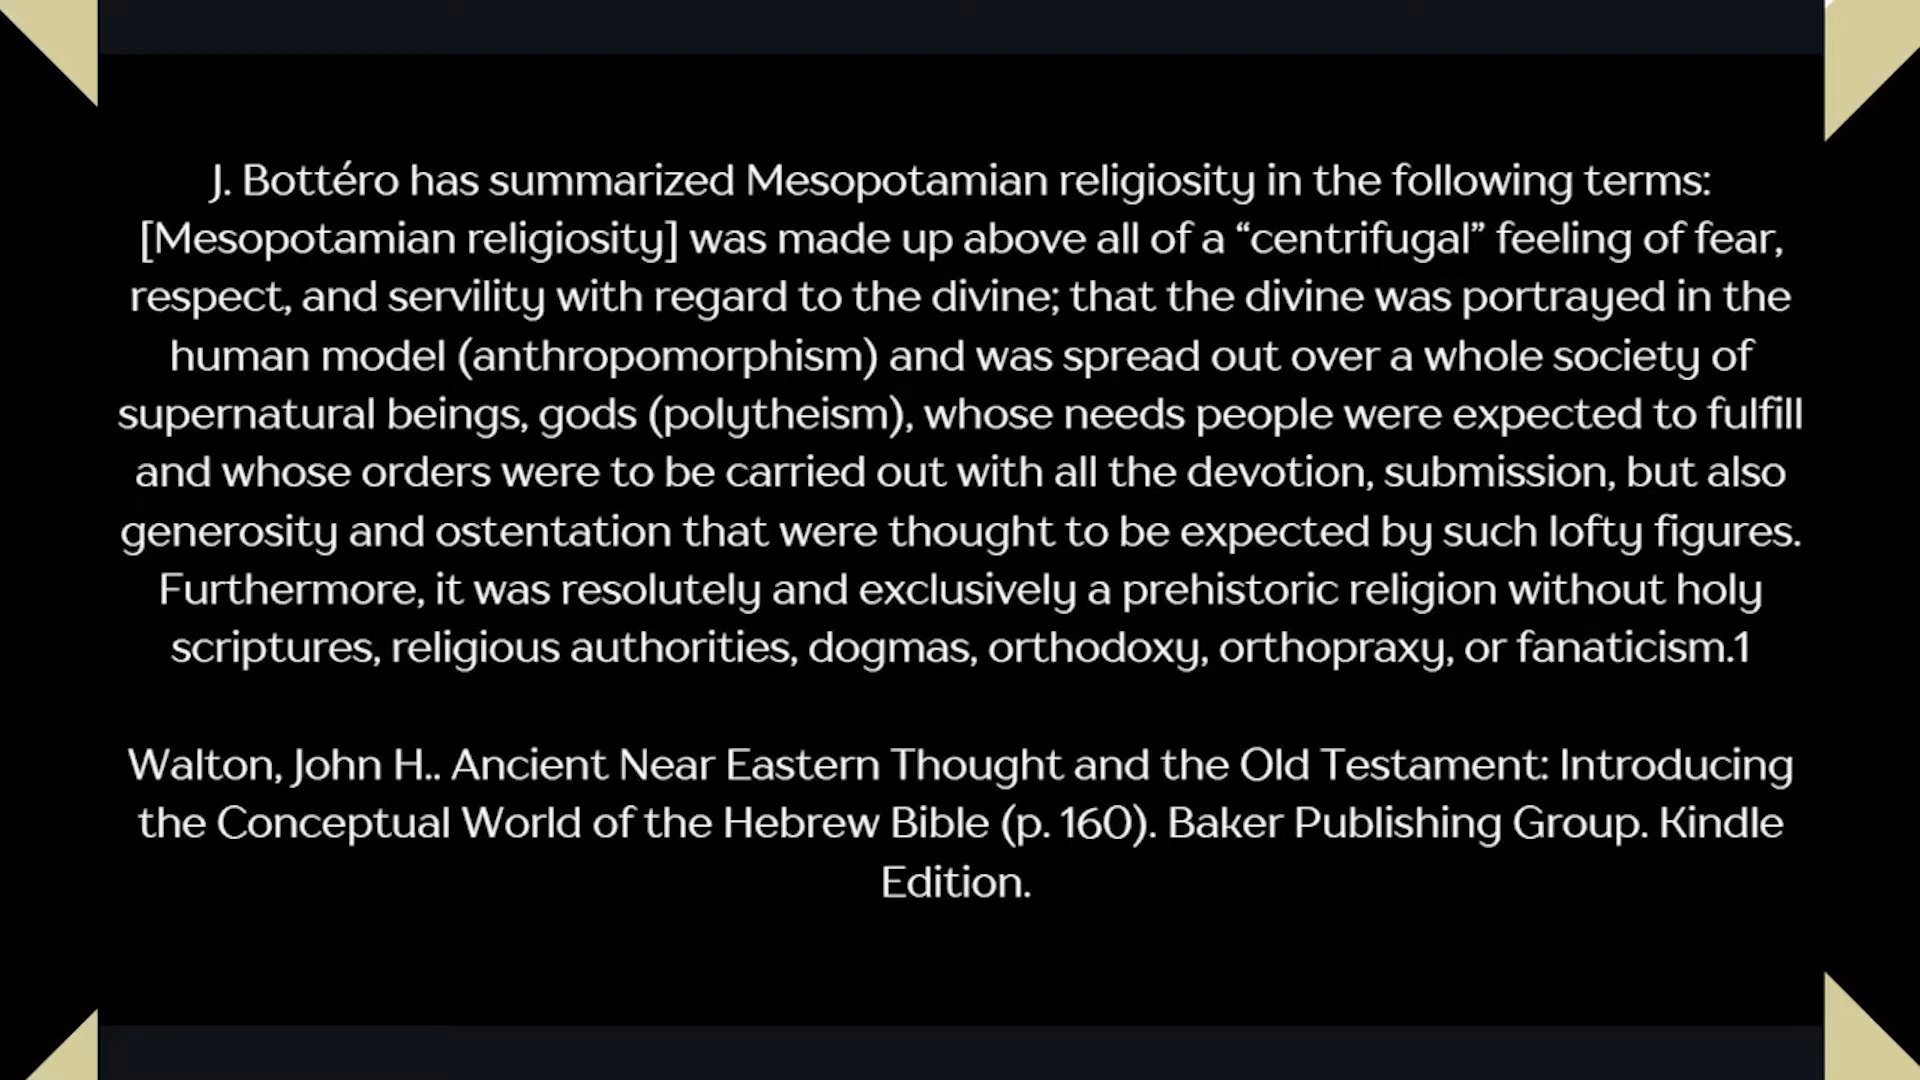 J. Bottéro has summarized Mesopotamian religiosity in the following terms:
[Mesopotamian religiosity] was made up above all of a “centrifugal” feeling of fear,
respect, and servility with regard to the divine; that the divine was portrayed in the
human model (anthropomorphism) and was spread out over a whole society of
supernatural beings, gods (polytheism), whose needs people were expected to fulfill
and whose orders were to be carried out with all the devotion, submission, but also
generosity and ostentation that were thought to be expected by such lofty figures.
Furthermore, it was resolutely and exclusively a prehistoric religion without holy
scriptures, religious authorities, dogmas, orthodoxy, orthopraxy, or fanaticism.1
Walton, John H.. Ancient Near Eastern Thought and the Old Testament: Introducing
the Conceptual World of the Hebrew Bible (p. 160). Baker Publishing Group. Kindle
Edition.